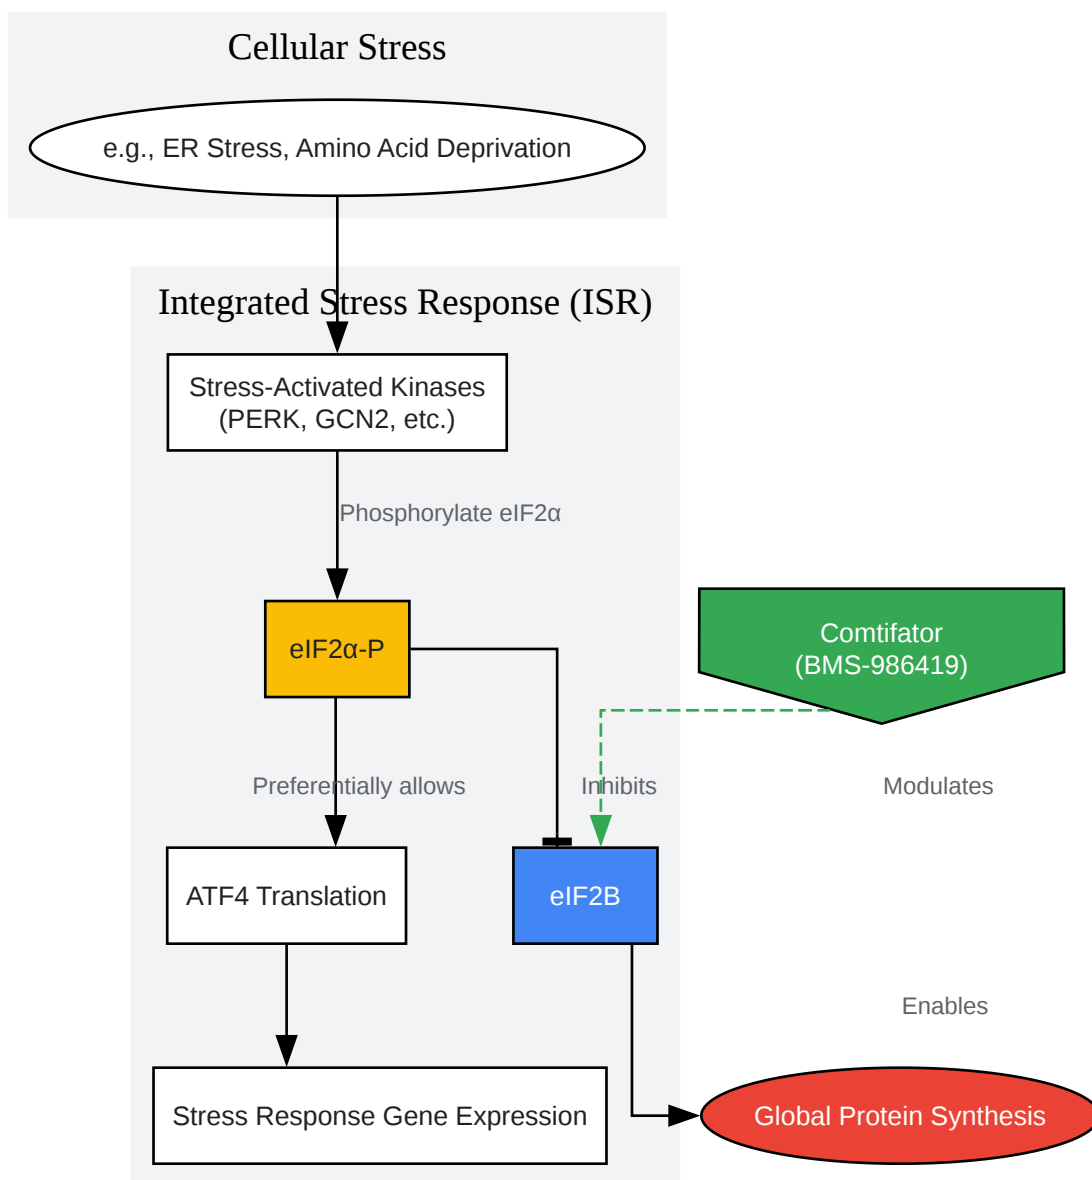 Cellular Stress
e.g., ER Stress, Amino Acid Deprivation
Integrated Stress Response (ISR)
Stress-Activated Kinases
(PERK, GCN2, etc.)
Phosphorylate eIF2α
eIF2α-P
Comtifator
(BMS-986419)
Preferentially allows
Inhibits
Modulates
ATF4 Translation
eIF2B
Enables
Stress Response Gene Expression
Global Protein Synthesis